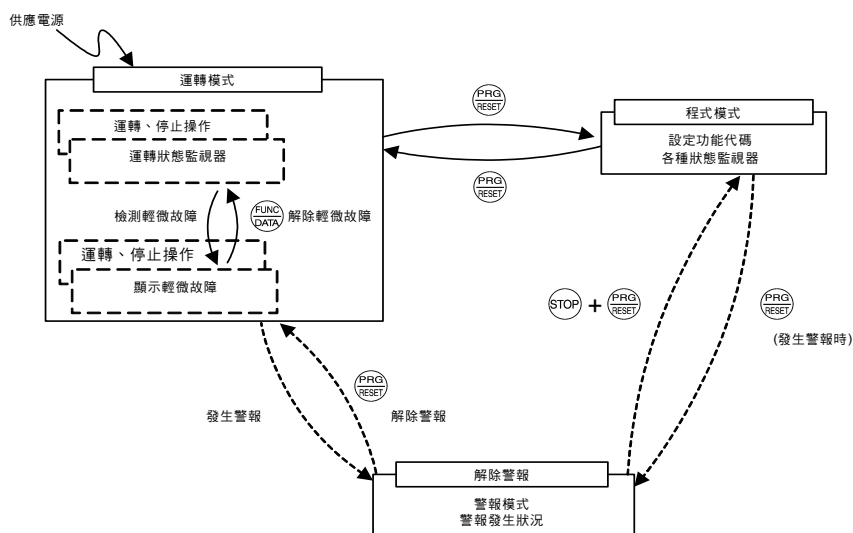 供應電源
運轉模式
運轉、停止操作
運轉狀態監視器
檢測輕微故障
FUNC
DATA
解除輕微故障
運轉、停止操作
顯示輕微故障
PRG
RESET
PRG
RESET
程式模式
設定功能代碼
各種狀態監視器
STOP + PRG
RESET
PRG
RESET
(發生警報時)
發生警報
PRG
RESET
解除警報
解除警報
警報模式
警報發生狀況